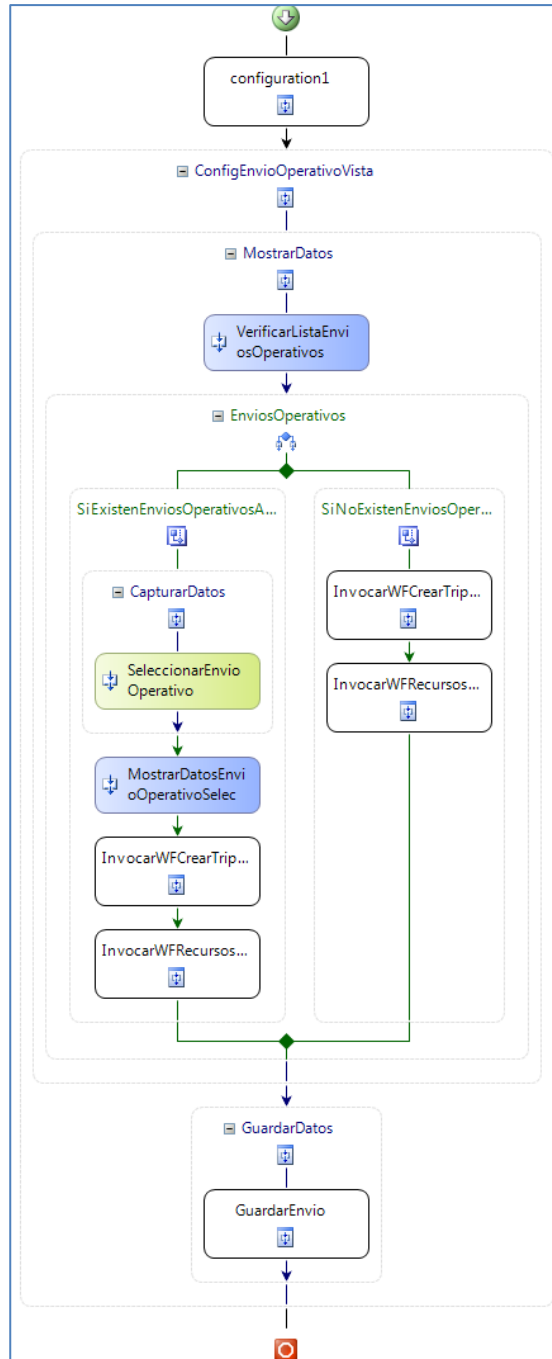 configuration1
ConfigEnvioOperativoVista
MostrarDatos
VerificarListaEnvi
osOperativos
EnviosOperativos
SiExistenEnviosOperativosA...
SiNoExistenEnviosOper...
CapturarDatos
SeleccionarEnvio
Operativo
MostrarDatosEnvi
oOperativoSelec
InvocarWFCrearTrip...
InvocarWFRecursos...
InvocarWFCrearTrip...
InvocarWFRecursos...
GuardarDatos
GuardarEnvio